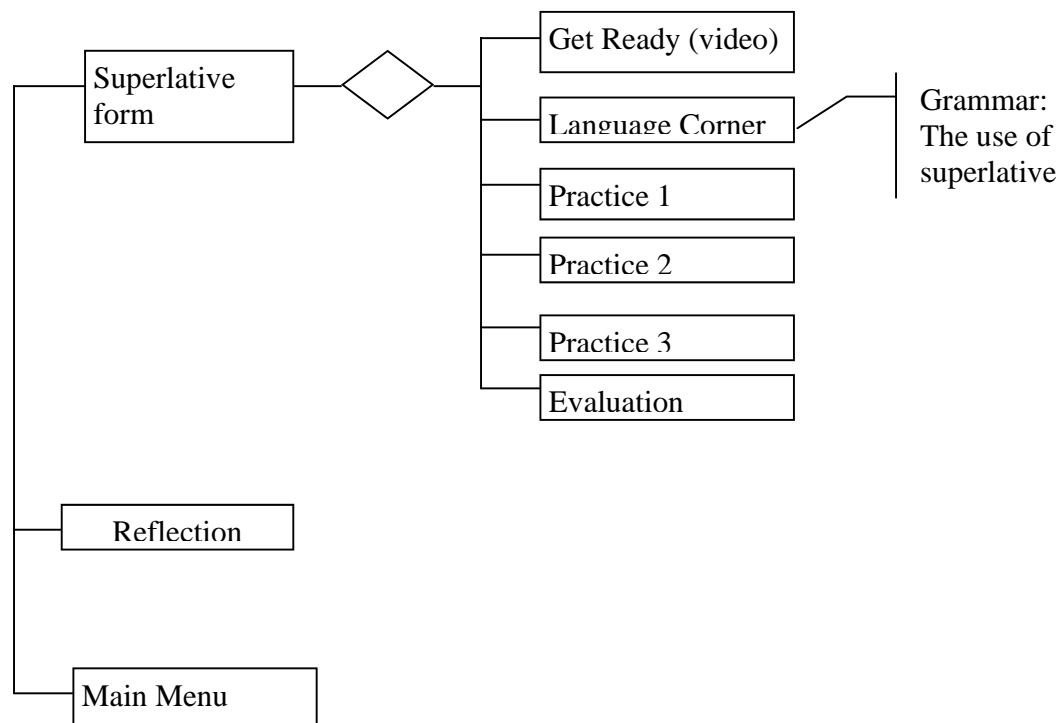 Superlative
form
Get Ready (video)
Language Corner
Grammar:
The use of
superlative
Practice 1
Practice 2
Practice 3
Evaluation
Reflection
Main Menu